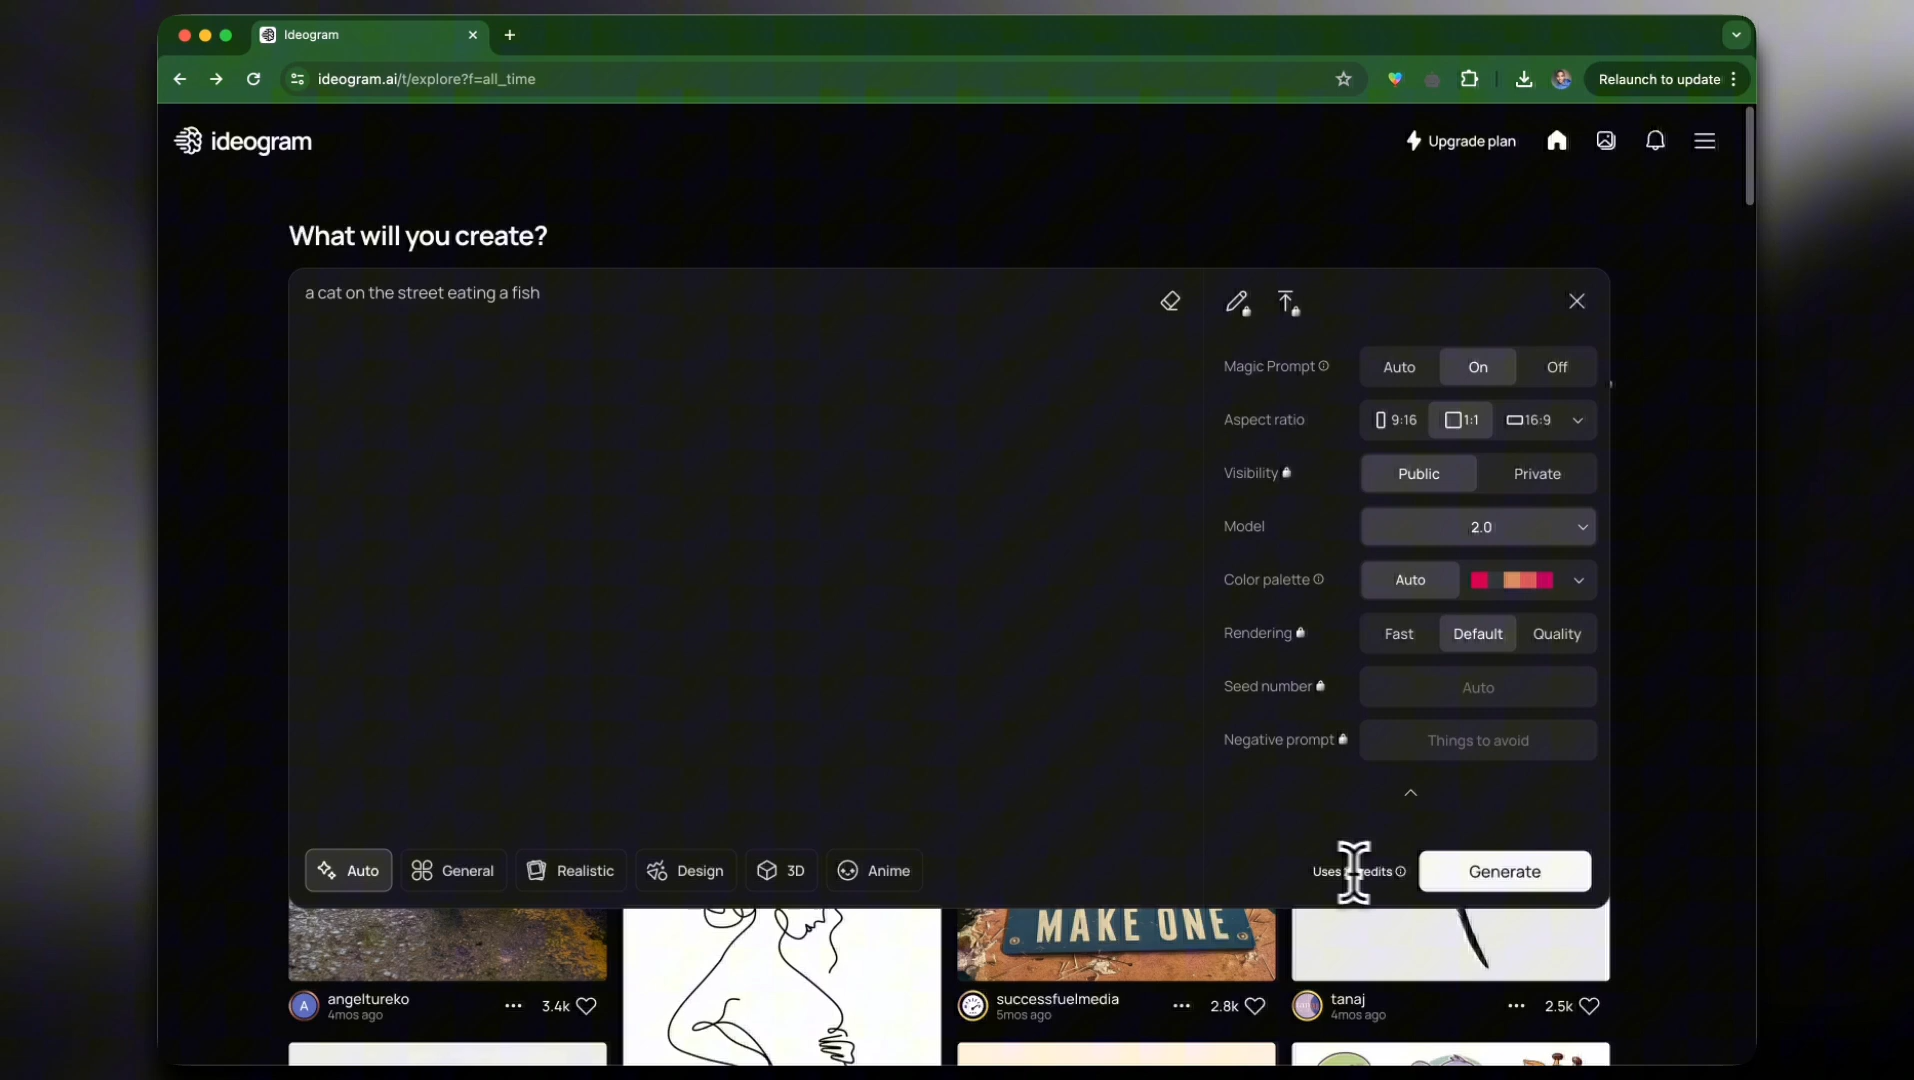 Ideogram
ideogram.ai/t/explore?f=all_time
Relaunch to update
ideogram
Upgrade plan
What will you create?
a cat on the street eating a fish
Magic Prompt
Auto
On
Off
Aspect ratio
9:16
1:1
16:9
Visibility
Public
Private
Model
2.0
Color palette
Auto
Rendering
Fast
Default
Quality
Seed number
Auto
Negative prompt
Things to avoid
Auto
General
Realistic
Design
3D
Anime
Uses
Generate
MAKE ONE
A
angeltureko
4mos ago
3.4k
successfuelmedia
5mos ago
2.8k
tanaj
4mos ago
2.5k